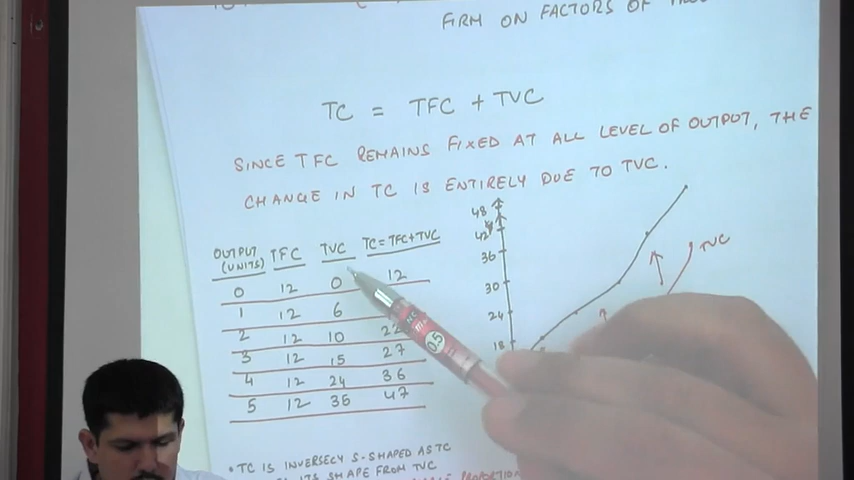 FIRM ON FACTORS OF
TC = TFC + TVC
SINCE TFC REMAINS FIXED AT ALL LEVEL OF OUTPUT, THE
CHANGE IN TC IS ENTIRELY DUE TO TVC.
OUTPUT (UNITS) TFC TVC TC = TFC+TVC
0 12 0 12
1 12 6
2 12 10 22
3 12 15 27
4 12 24 36
5 12 35 47
48
42
36
30
24
18
TVC
0.5
• TC IS INVERSELY S-SHAPED AS TC
ITS SHAPE FROM TVC